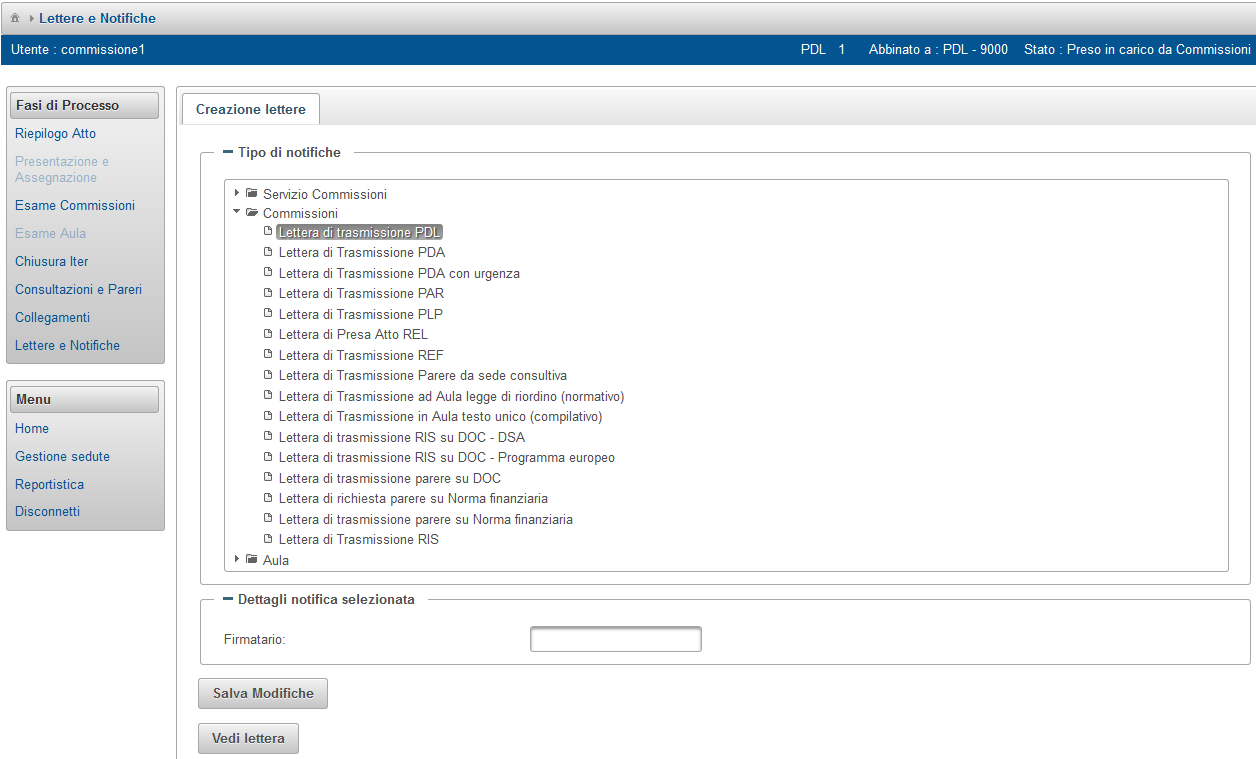 Lettere e Notifiche
Utente : commissione1 PDL 1 Abbinato a : PDL - 9000 Stato : Preso in carico da Commissioni
Fasi di Processo
Riepilogo Atto
Presentazione e
Assegnazione
Esame Commissioni
Esame Aula
Chiusura Iter
Consultazioni e Pareri
Collegamenti
Lettere e Notifiche
Menu
Home
Gestione sedute
Reportistica
Disconnetti
Creazione lettere
Tipo di notifiche
Servizio Commissioni
Commissioni
Lettera di trasmissione PDL
Lettera di Trasmissione PDA
Lettera di Trasmissione PDA con urgenza
Lettera di Trasmissione PAR
Lettera di Trasmissione PLP
Lettera di Presa Atto REL
Lettera di Trasmissione REF
Lettera di Trasmissione Parere da sede consultiva
Lettera di Trasmissione ad Aula legge di riordino (normativo)
Lettera di Trasmissione in Aula testo unico (compilativo)
Lettera di trasmissione RIS su DOC - DSA
Lettera di trasmissione RIS su DOC - Programma europeo
Lettera di trasmissione parere su DOC
Lettera di richiesta parere su Norma finanziaria
Lettera di trasmissione parere su Norma finanziaria
Lettera di Trasmissione RIS
Aula
Dettagli notifica selezionata
Firmatario:
Salva Modifiche
Vedi lettera